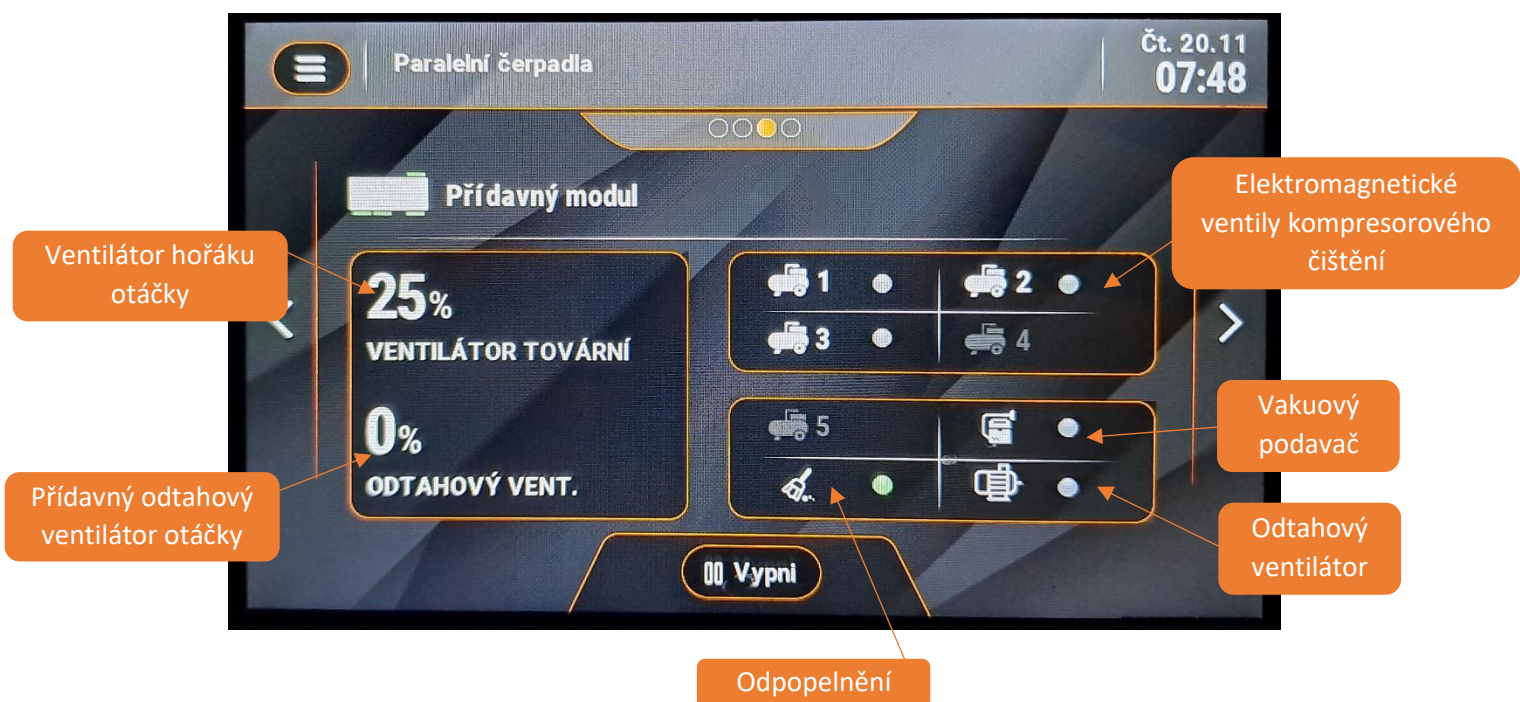 Paralelní čerpadla
Čt. 20.11
07:48
Přídavný modul
Elektromagnetické
ventily kompresorového
čištění
Ventilátor hořáku
otáčky
25%
VENTILÁTOR TOVÁRNÍ
1
2
3
4
0%
ODTAHOVÝ VENT.
5
Vakuový
podavač
Přídavný odtahový
ventilátor otáčky
Odtahový
ventilátor
Vypni
Odpopelnění